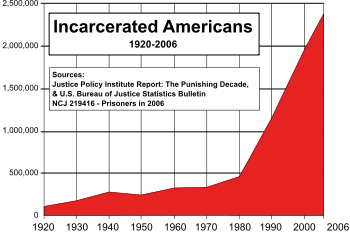 2,500,000
Incarcerated Americans
1920-2006
2,000,000
Sources:
Justice Policy Institute Report: The Punishing Decade,
& U.S. Bureau of Justice Statistics Bulletin
NCJ 219416 - Prisoners in 2006
1,500,000
1,000,000
500,000
0
1920 1930 1940 1950 1960 1970 1980 1990 2000 2006